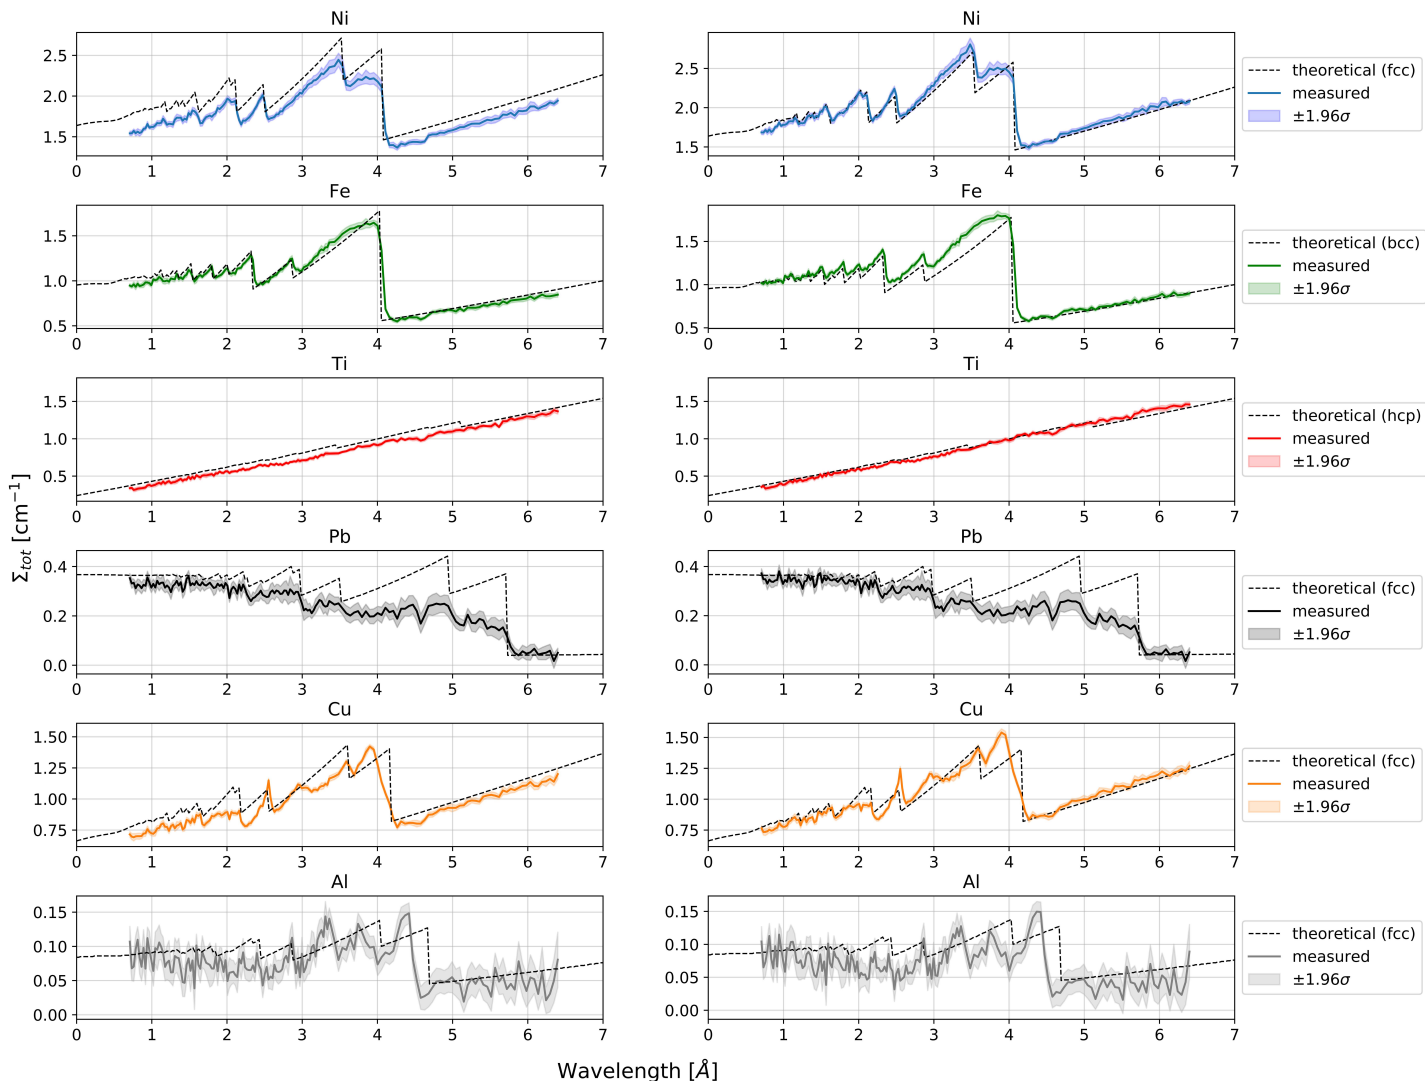 Ni
Ni
2.5
2.0
1.5
0 1 2 3 4 5 6 7
2.5
2.0
1.5
0 1 2 3 4 5 6 7
theoretical (fcc)
measured
±1.96σ
Fe
Fe
1.5
1.0
0.5
0 1 2 3 4 5 6 7
1.5
1.0
0.5
0 1 2 3 4 5 6 7
theoretical (bcc)
measured
±1.96σ
Ti
Ti
1.5
1.0
0.5
0 1 2 3 4 5 6 7
1.5
1.0
0.5
0 1 2 3 4 5 6 7
theoretical (hcp)
measured
±1.96σ
Σtot [cm⁻¹]
Pb
Pb
0.4
0.2
0.0
0 1 2 3 4 5 6 7
0.4
0.2
0.0
0 1 2 3 4 5 6 7
theoretical (fcc)
measured
±1.96σ
Cu
Cu
1.50
1.25
1.00
0.75
0 1 2 3 4 5 6 7
1.50
1.25
1.00
0.75
0 1 2 3 4 5 6 7
theoretical (fcc)
measured
±1.96σ
Al
Al
0.15
0.10
0.05
0.00
0 1 2 3 4 5 6 7
0.15
0.10
0.05
0.00
0 1 2 3 4 5 6 7
theoretical (fcc)
measured
±1.96σ
Wavelength [Å]